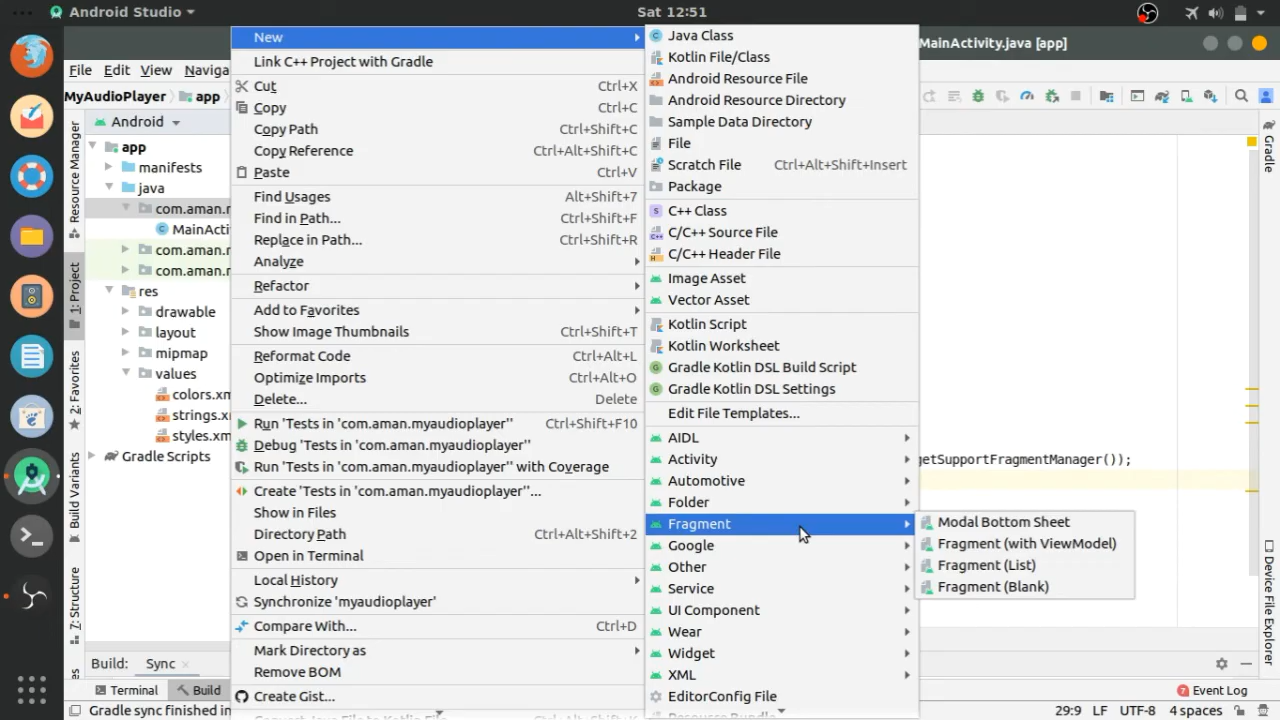 Android Studio
Sat 12:51
MainActivity.java [app]
File Edit View Naviga
MyAudioPlayer app
Android
app
manifests
java
com.aman.
MainActi
com.aman.
com.aman.
res
drawable
layout
mipmap
values
colors.xm
strings.x
styles.xm
Gradle Scripts
Resource Manager
1: Project
2: Favorites
Build Variants
7: Structure
New
Link C++ Project with Gradle
Cut Ctrl+X
Copy Ctrl+C
Copy Path Ctrl+Shift+C
Copy Reference Ctrl+Alt+Shift+C
Paste Ctrl+V
Find Usages Alt+Shift+7
Find in Path... Ctrl+Shift+F
Replace in Path... Ctrl+Shift+R
Analyze
Refactor
Add to Favorites
Show Image Thumbnails Ctrl+Shift+T
Reformat Code Ctrl+Alt+L
Optimize Imports Ctrl+Alt+O
Delete... Delete
Run 'Tests in 'com.aman.myaudioplayer'' Ctrl+Shift+F10
Debug 'Tests in 'com.aman.myaudioplayer''
Run 'Tests in 'com.aman.myaudioplayer'' with Coverage
Create 'Tests in 'com.aman.myaudioplayer''...
Show in Files
Directory Path Ctrl+Alt+Shift+2
Open in Terminal
Local History
Synchronize 'myaudioplayer'
Compare With... Ctrl+D
Mark Directory as
Remove BOM
Create Gist...
Convert Java File to Kotlin File
Java Class
Kotlin File/Class
Android Resource File
Android Resource Directory
Sample Data Directory
File
Scratch File Ctrl+Alt+Shift+Insert
Package
C++ Class
C/C++ Source File
C/C++ Header File
Image Asset
Vector Asset
Kotlin Script
Kotlin Worksheet
Gradle Kotlin DSL Build Script
Gradle Kotlin DSL Settings
Edit File Templates...
AIDL
Activity
Automotive
Folder
Fragment
Google
Other
Service
UI Component
Wear
Widget
XML
EditorConfig File
Resource Bundle
Modal Bottom Sheet
Fragment (with ViewModel)
Fragment (List)
Fragment (Blank)
getSupportFragmentManager());
Gradle
Device File Explorer
Build: Sync
Terminal Build
7 Event Log
Gradle sync finished in
29:9 LF UTF-8 4 spaces